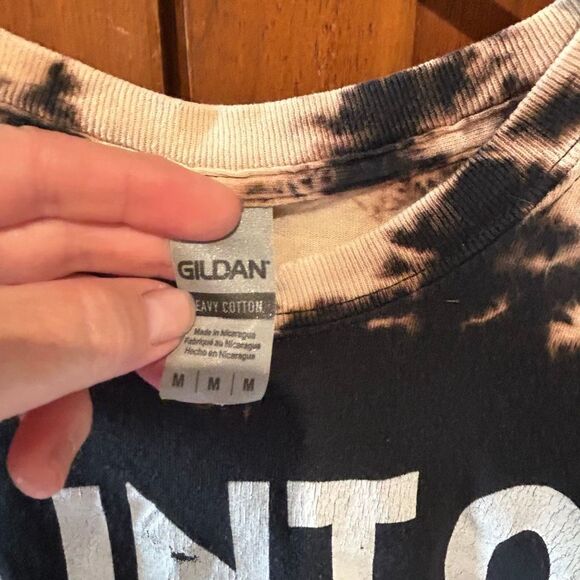 GILDAN
EAVY COTTON
Made in Nicaragua
Fabriqué au Nicaragua
Hecho en Nicaragua
M | M | M
INTO